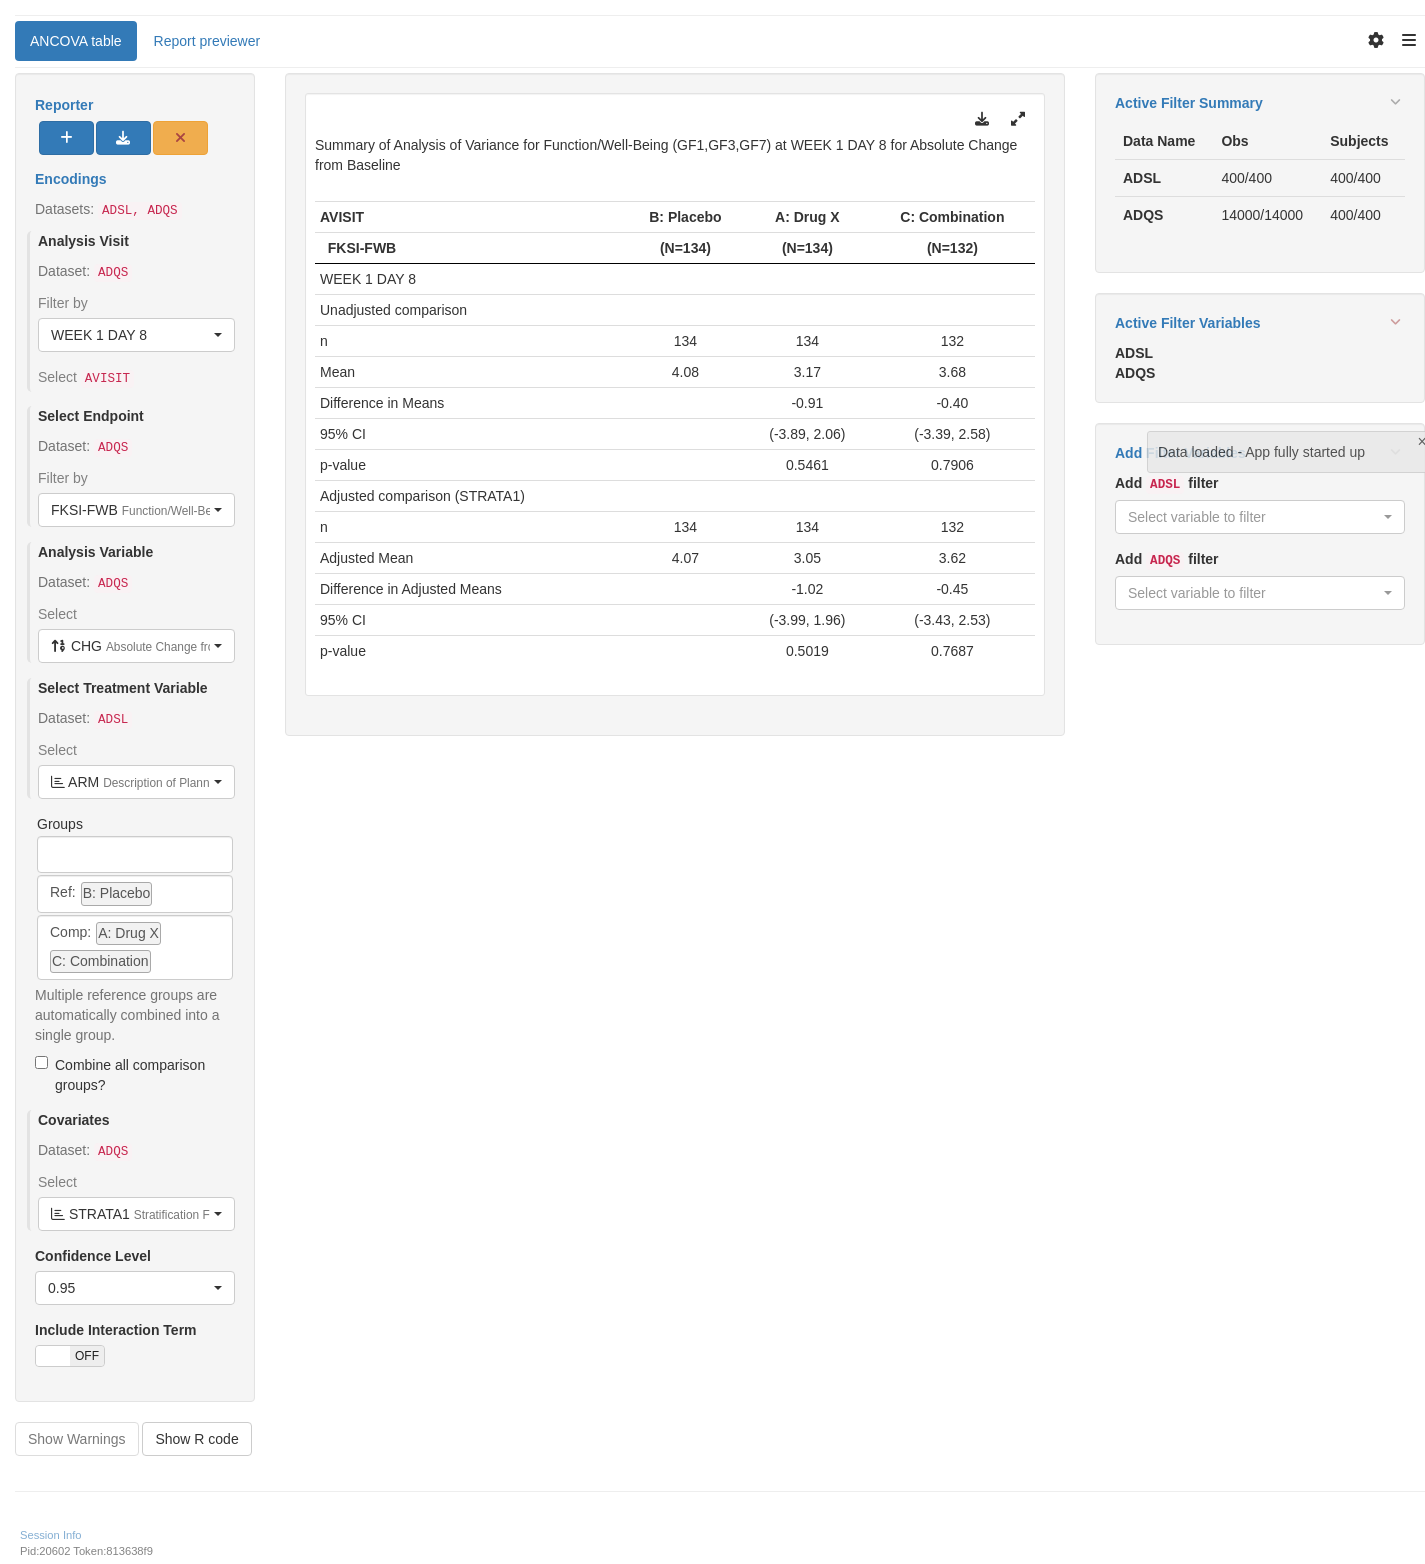 ANCOVA table
Report previewer
Reporter
Encodings
Datasets: ADSL, ADQS
Analysis Visit
Dataset: ADQS
Filter by
WEEK 1 DAY 8
Select AVISIT
Select Endpoint
Dataset: ADQS
Filter by
FKSI-FWB Function/Well-Be
Analysis Variable
Dataset: ADQS
Select
CHG Absolute Change fro
Select Treatment Variable
Dataset: ADSL
Select
ARM Description of Plann
Groups
Ref: B: Placebo
Comp: A: Drug X
C: Combination
Multiple reference groups are
automatically combined into a
single group.
Combine all comparison
groups?
Covariates
Dataset: ADQS
Select
STRATA1 Stratification F
Confidence Level
0.95
Include Interaction Term
OFF
Show Warnings
Show R code
Summary of Analysis of Variance for Function/Well-Being (GF1,GF3,GF7) at WEEK 1 DAY 8 for Absolute Change
from Baseline
AVISIT B: Placebo A: Drug X C: Combination
FKSI-FWB (N=134) (N=134) (N=132)
WEEK 1 DAY 8
Unadjusted comparison
n 134 134 132
Mean 4.08 3.17 3.68
Difference in Means -0.91 -0.40
95% CI (-3.89, 2.06) (-3.39, 2.58)
p-value 0.5461 0.7906
Adjusted comparison (STRATA1)
n 134 134 132
Adjusted Mean 4.07 3.05 3.62
Difference in Adjusted Means -1.02 -0.45
95% CI (-3.99, 1.96) (-3.43, 2.53)
p-value 0.5019 0.7687
Active Filter Summary
Data Name Obs Subjects
ADSL 400/400 400/400
ADQS 14000/14000 400/400
Active Filter Variables
ADSL
ADQS
Add
Data loaded - App fully started up
×
Add ADSL filter
Select variable to filter
Add ADQS filter
Select variable to filter
Session Info
Pid:20602 Token:813638f9